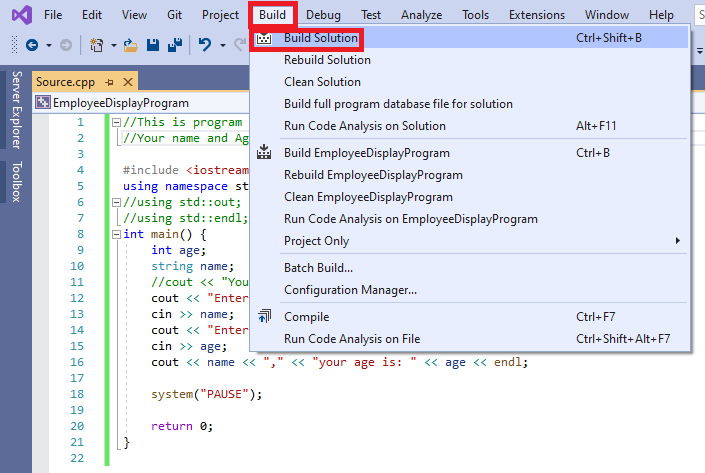 File Edit View Git Project Build Debug Test Analyze Tools Extensions Window Help
Build Solution Ctrl+Shift+B
Rebuild Solution
Clean Solution
Build full program database file for solution
Run Code Analysis on Solution Alt+F11
Build EmployeeDisplayProgram Ctrl+B
Rebuild EmployeeDisplayProgram
Clean EmployeeDisplayProgram
Run Code Analysis on EmployeeDisplayProgram
Project Only
Batch Build...
Configuration Manager...
Compile Ctrl+F7
Run Code Analysis on File Ctrl+Shift+Alt+F7
Server Explorer
Toolbox
Source.cpp
EmployeeDisplayProgram
1 //This is program
2 //Your name and Ag
3
4 #include <iostream
5 using namespace st
6 //using std::out;
7 //using std::endl;
8 int main() {
9 int age;
10 string name;
11 //cout << "You
12 cout << "Enter
13 cin >> name;
14 cout << "Enter
15 cin >> age;
16 cout << name << "," << "your age is: " << age << endl;
17
18 system("PAUSE");
19
20 return 0;
21 }
22